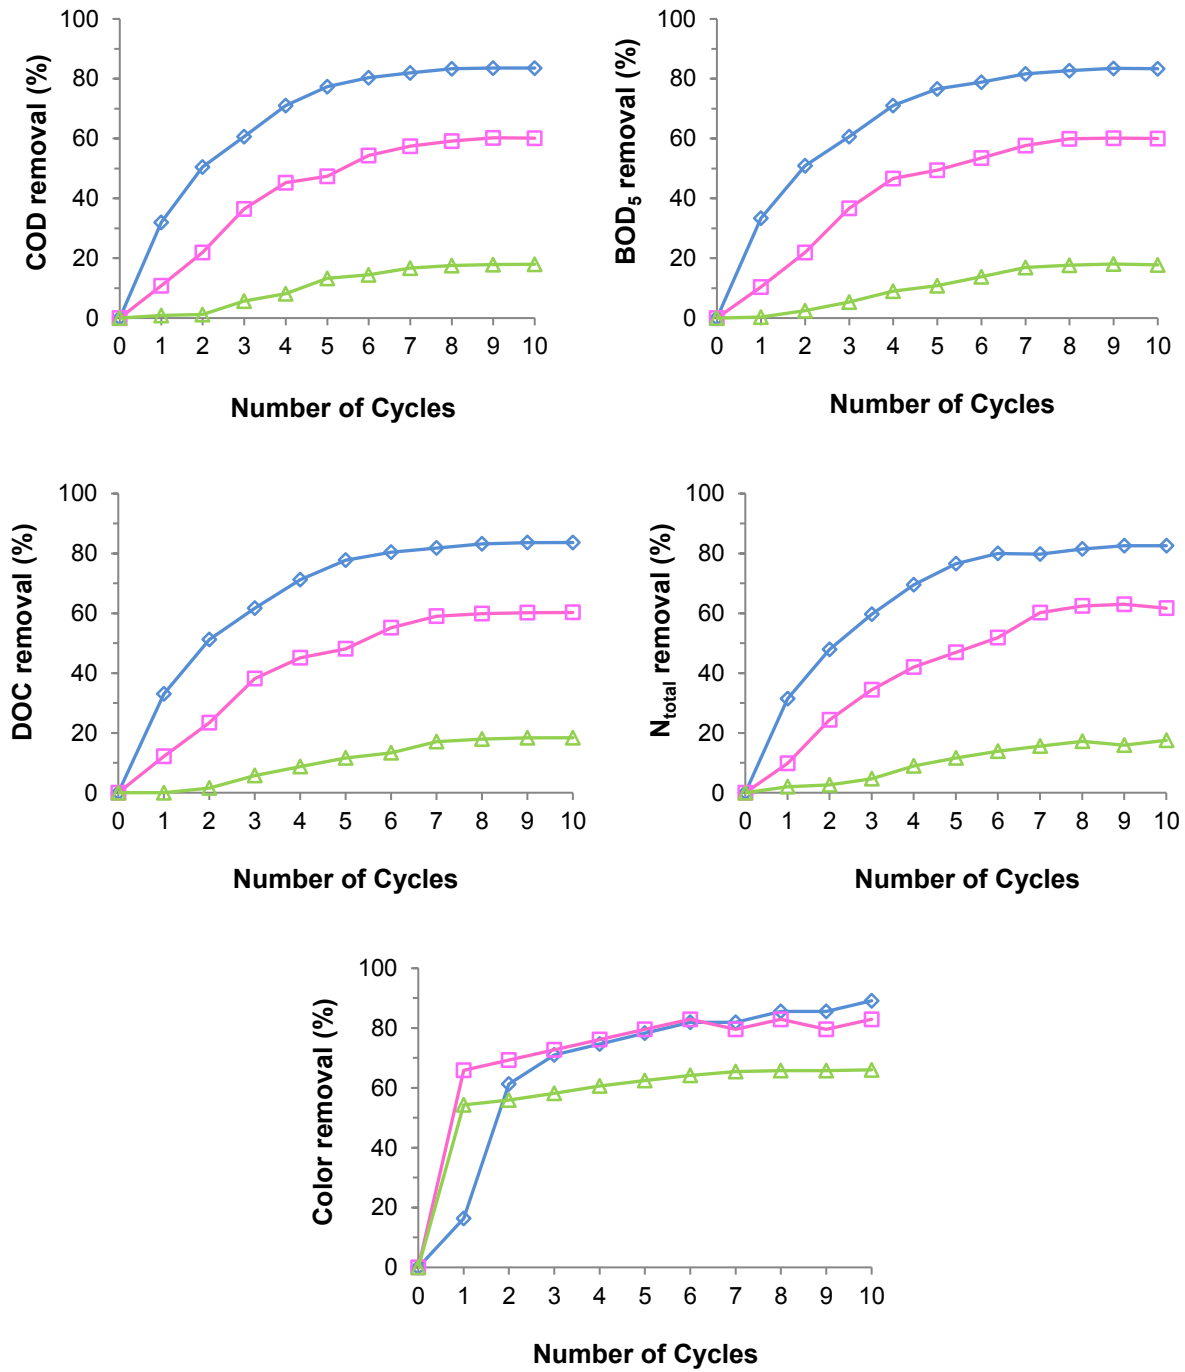 COD removal (%)
100
80
60
40
20
0
0 1 2 3 4 5 6 7 8 9 10
Number of Cycles
BOD₅ removal (%)
100
80
60
40
20
0
0 1 2 3 4 5 6 7 8 9 10
Number of Cycles
DOC removal (%)
100
80
60
40
20
0
0 1 2 3 4 5 6 7 8 9 10
Number of Cycles
N_total removal (%)
100
80
60
40
20
0
0 1 2 3 4 5 6 7 8 9 10
Number of Cycles
Color removal (%)
100
80
60
40
20
0
0 1 2 3 4 5 6 7 8 9 10
Number of Cycles